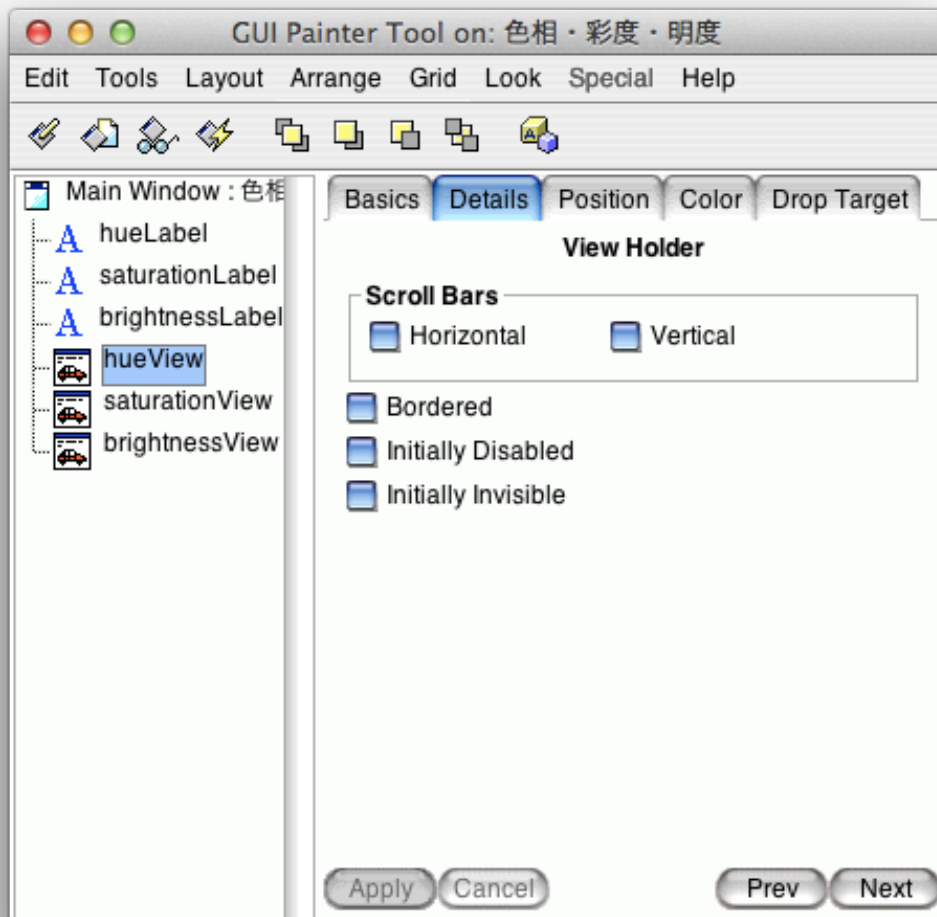 GUI Painter Tool on: 色相・彩度・明度
Edit Tools Layout Arrange Grid Look Special Help
Main Window : 色相
hueLabel
saturationLabel
brightnessLabel
hueView
saturationView
brightnessView
Basics Details Position Color Drop Target
View Holder
Scroll Bars
Horizontal Vertical
Bordered
Initially Disabled
Initially Invisible
Apply Cancel Prev Next